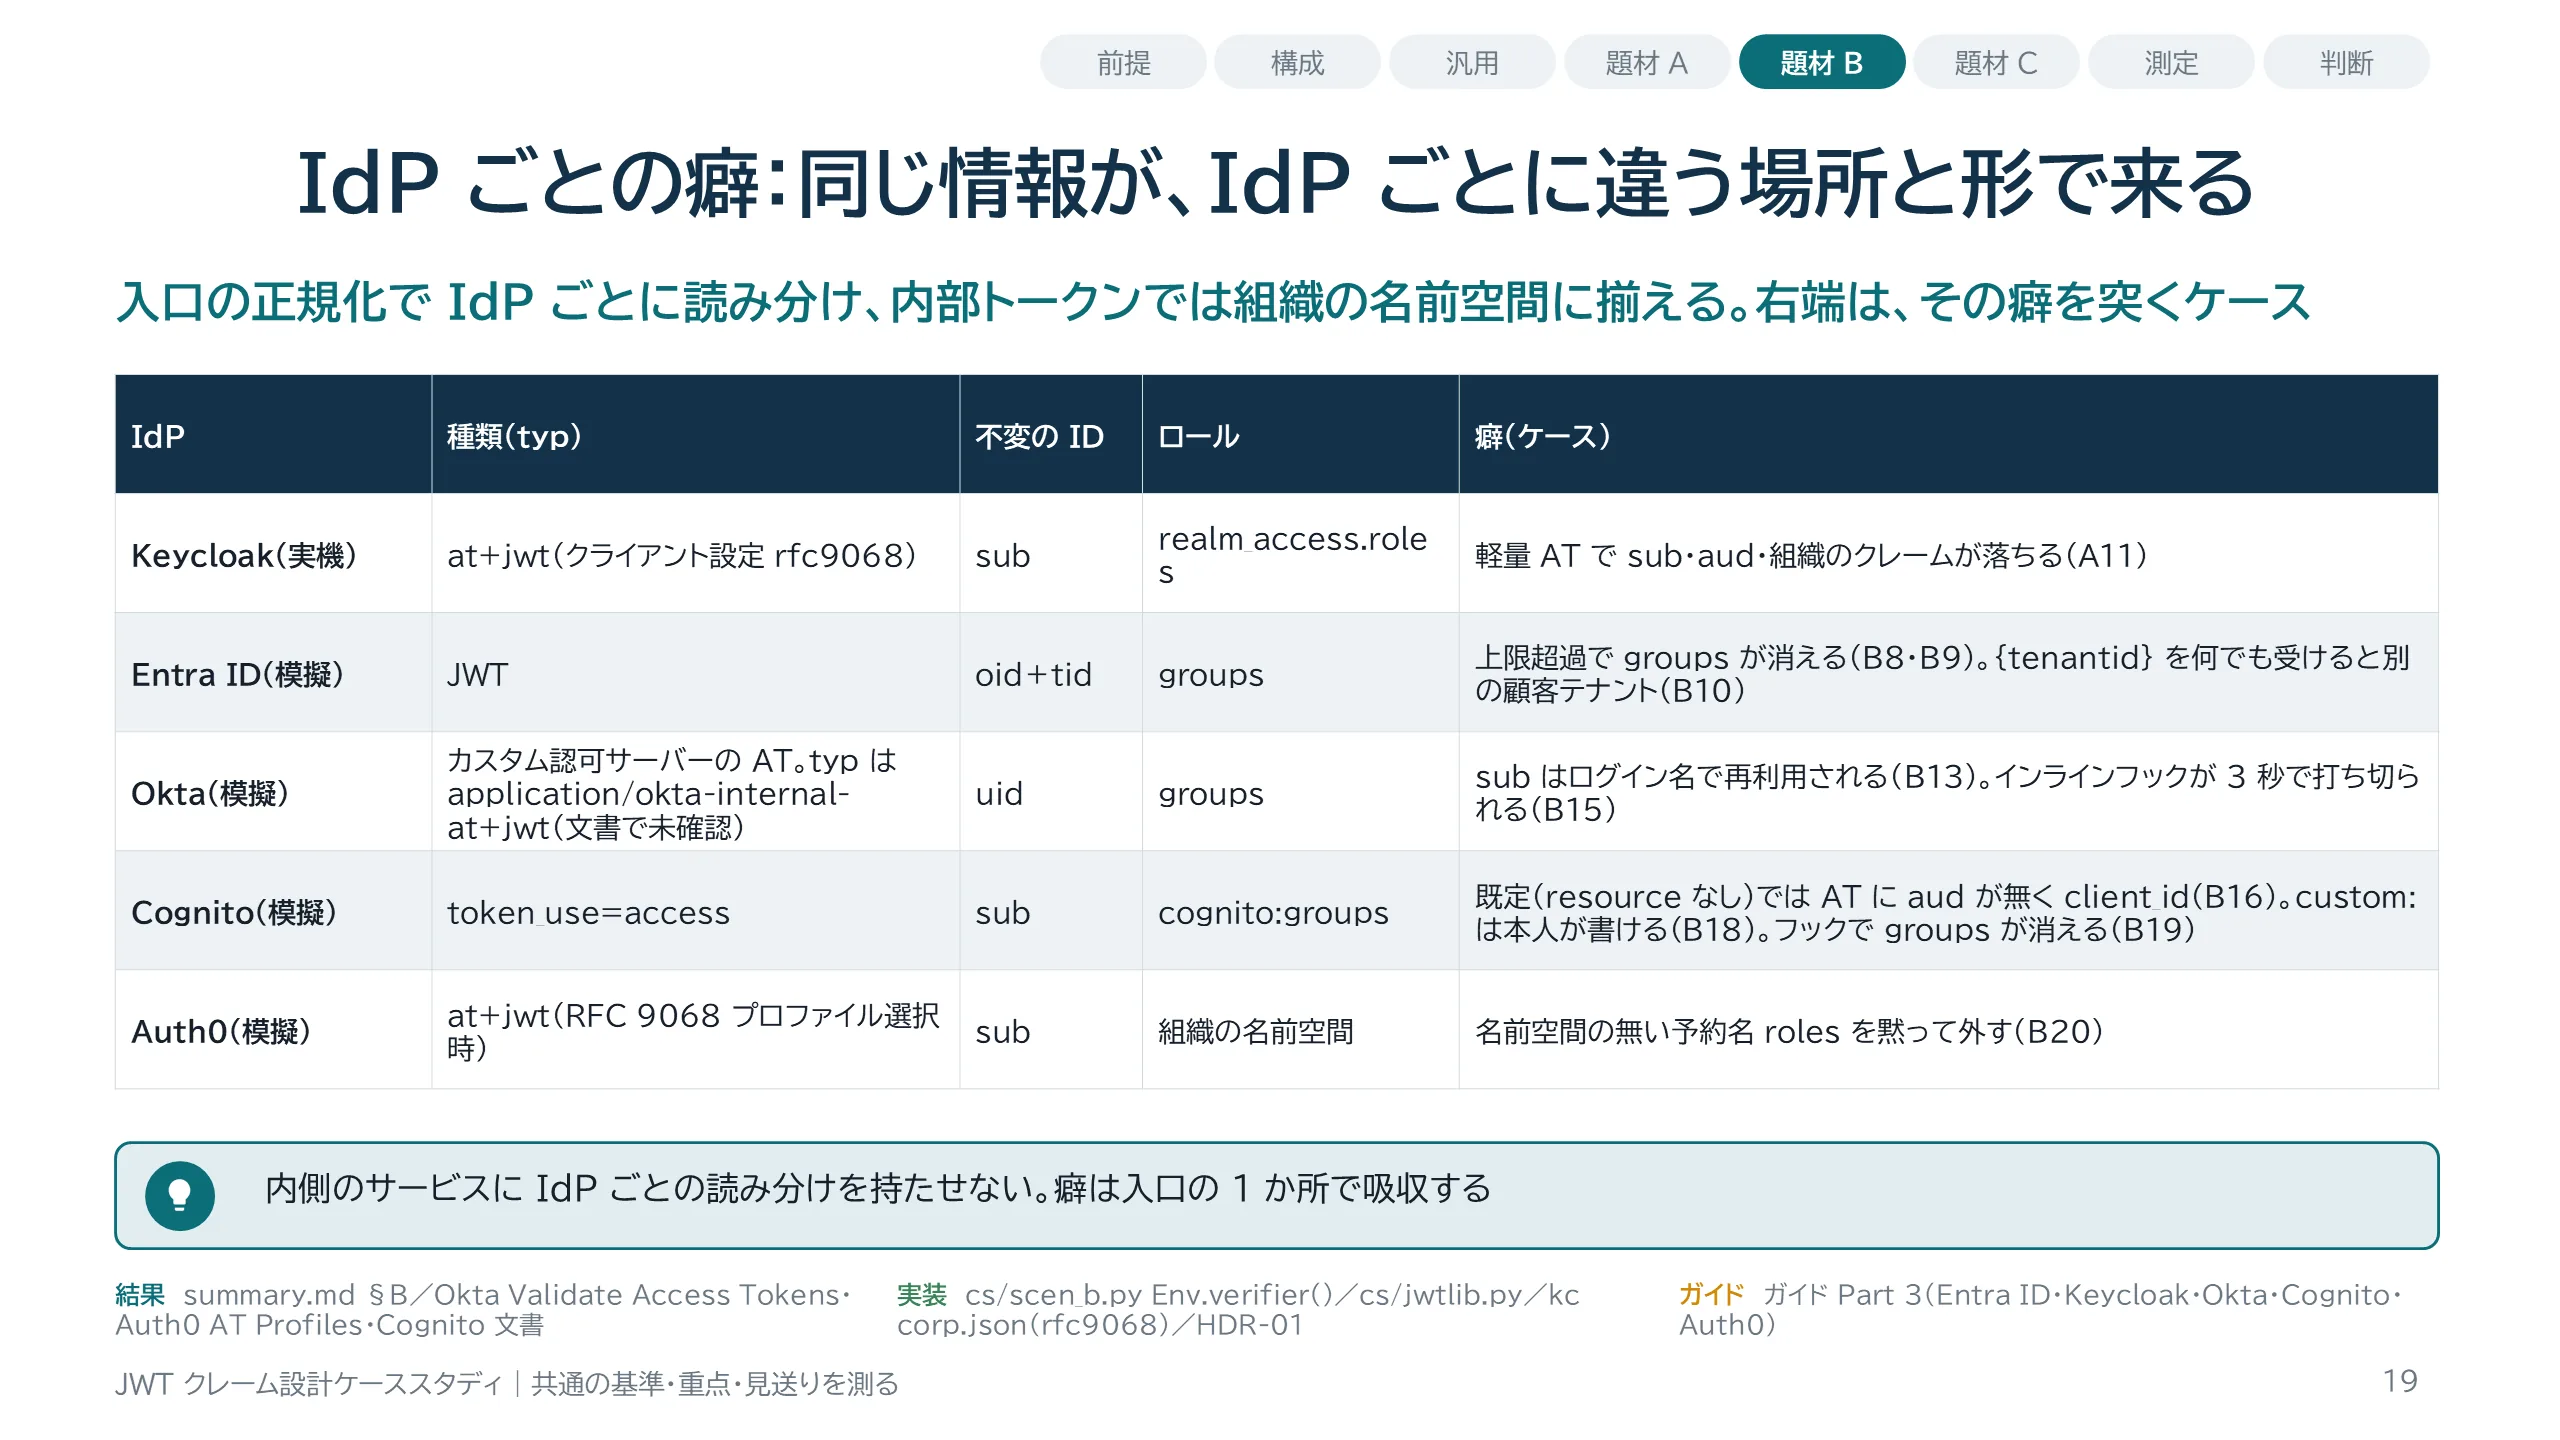 前提
構成
汎用
題材 A
題材 B
題材 C
測定
判断
IdP ごとの癖：同じ情報が、IdP ごとに違う場所と形で来る
入口の正規化で IdP ごとに読み分け、内部トークンでは組織の名前空間に揃える。右端は、その癖を突くケース
IdP
種類（typ）
不変の ID
ロール
癖（ケース）
Keycloak（実機）
at+jwt（クライアント設定 rfc9068）
sub
realm_access.role
s
軽量 AT で sub・aud・組織のクレームが落ちる（A11）
Entra ID（模擬）
JWT
oid+tid
groups
上限超過で groups が消える（B8・B9）。{tenantid} を何でも受けると別
の顧客テナント（B10）
Okta（模擬）
カスタム認可サーバーの AT。typ は
application/okta-internal-
at+jwt（文書で未確認）
uid
groups
sub はログイン名で再利用される（B13）。インラインフックが 3 秒で打ち切ら
れる（B15）
Cognito（模擬）
token_use=access
sub
cognito:groups
既定（resource なし）では AT に aud が無く client_id（B16）。custom:
は本人が書ける（B18）。フックで groups が消える（B19）
Auth0（模擬）
at+jwt（RFC 9068 プロファイル選択
時）
sub
組織の名前空間
名前空間の無い予約名 roles を黙って外す（B20）
内側のサービスに IdP ごとの読み分けを持たせない。癖は入口の 1 か所で吸収する
結果 summary.md §B／Okta Validate Access Tokens・
Auth0 AT Profiles・Cognito 文書
実装 cs/scen_b.py Env.verifier()／cs/jwtlib.py／kc
corp.json（rfc9068）／HDR-01
ガイド ガイド Part 3（Entra ID・Keycloak・Okta・Cognito・
Auth0）
JWT クレーム設計ケーススタディ｜共通の基準・重点・見送りを測る
19